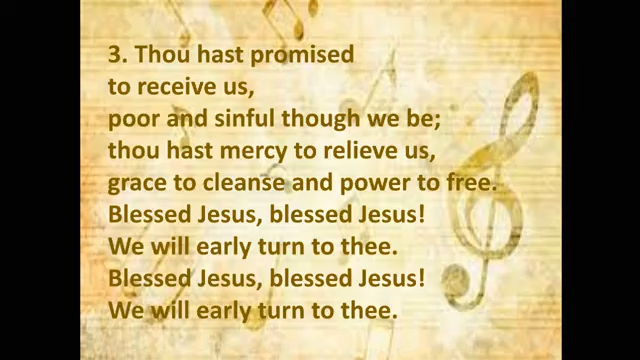 3. Thou hast promised
to receive us,
poor and sinful though we be;
thou hast mercy to relieve us,
grace to cleanse and power to free.
Blessed Jesus, blessed Jesus!
We will early turn to thee.
Blessed Jesus, blessed Jesus!
We will early turn to thee.